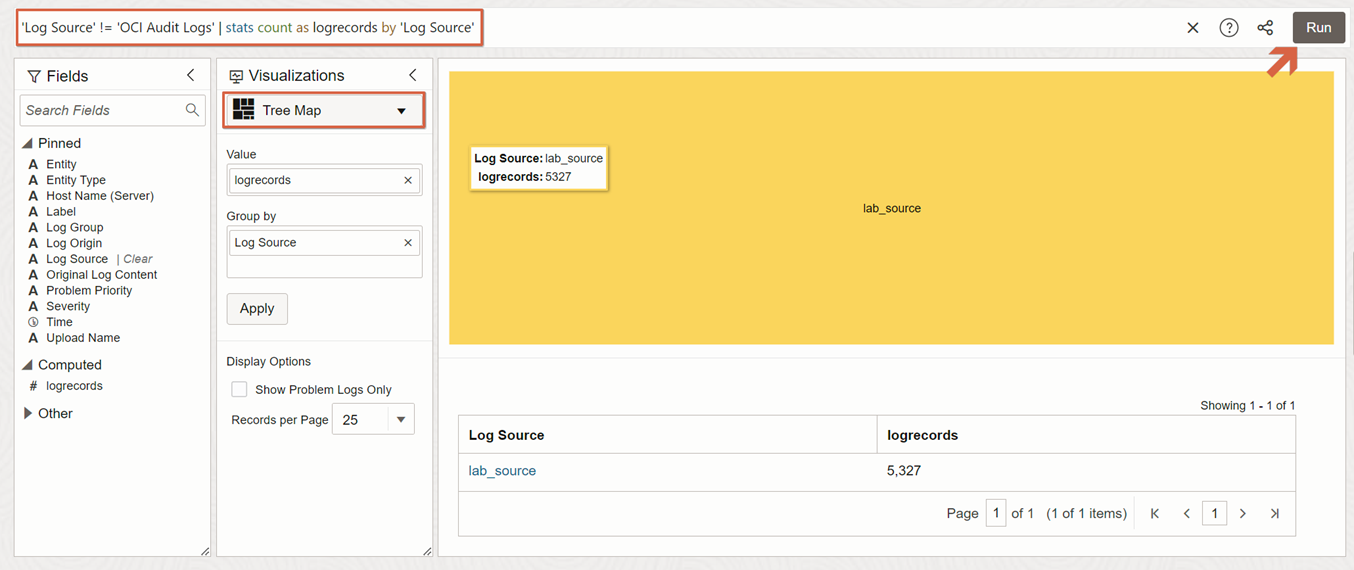 'Log Source' != 'OCI Audit Logs' | stats count as logrecords by 'Log Source'
Run
Fields
Search Fields
Pinned
A Entity
A Entity Type
A Host Name (Server)
A Label
A Log Group
A Log Origin
A Log Source | Clear
A Original Log Content
A Problem Priority
A Severity
Time
A Upload Name
Computed
# logrecords
Other
Visualizations
Tree Map
Value
logrecords
Group by
Log Source
Apply
Display Options
Show Problem Logs Only
Records per Page 25
Log Source: lab_source
logrecords: 5327
lab_source
Showing 1 - 1 of 1
Log Source logrecords
lab_source 5,327
Page 1 of 1 (1 of 1 items) 1